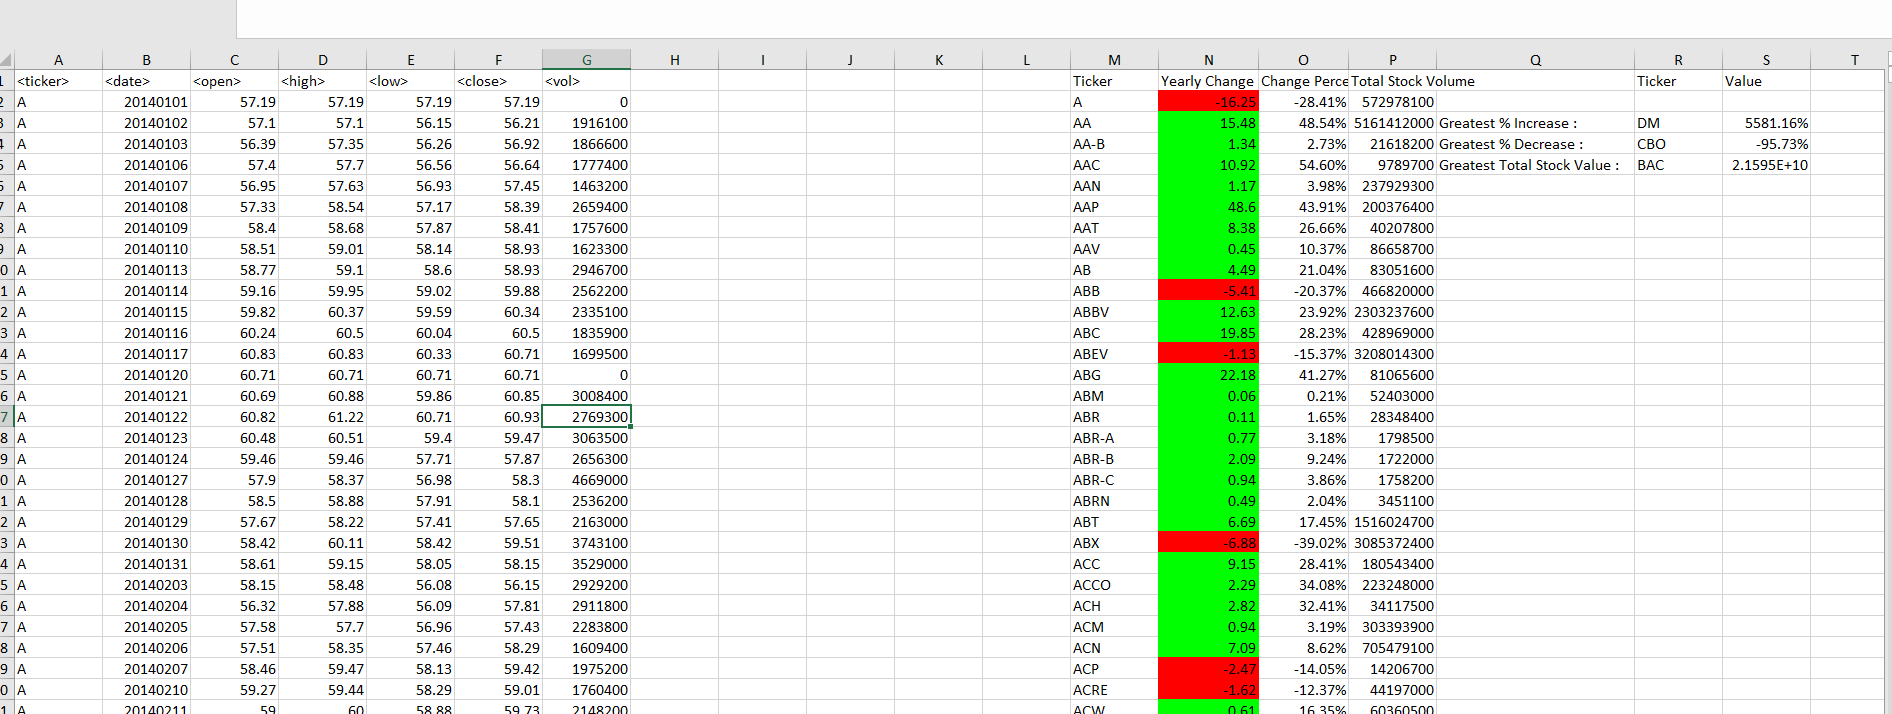 A B C D E F G H I J K L M N O P Q R S T
1 <ticker> <date> <open> <high> <low> <close> <vol> Ticker Yearly Change Change Perce Total Stock Volume Ticker Value
2 A 20140101 57.19 57.19 57.19 57.19 0 A -16.25 -28.41% 572978100
3 A 20140102 57.1 57.1 56.15 56.21 1916100 AA 15.48 48.54% 5161412000 Greatest % Increase : DM 5581.16%
4 A 20140103 56.39 57.35 56.26 56.92 1866600 AA-B 1.34 2.73% 21618200 Greatest % Decrease : CBO -95.73%
5 A 20140106 57.4 57.7 56.56 56.64 1777400 AAC 10.92 54.60% 9789700 Greatest Total Stock Value : BAC 2.1595E+10
6 A 20140107 56.95 57.63 56.93 57.45 1463200 AAN 1.17 3.98% 237929300
7 A 20140108 57.33 58.54 57.17 58.39 2659400 AAP 48.6 43.91% 200376400
8 A 20140109 58.4 58.68 57.87 58.41 1757600 AAT 8.38 26.66% 40207800
9 A 20140110 58.51 59.01 58.14 58.93 1623300 AAV 0.45 10.37% 86658700
0 A 20140113 58.77 59.1 58.6 58.93 2946700 AB 4.49 21.04% 83051600
1 A 20140114 59.16 59.95 59.02 59.88 2562200 ABB -5.41 -20.37% 466820000
2 A 20140115 59.82 60.37 59.59 60.34 2335100 ABBV 12.63 23.92% 2303237600
3 A 20140116 60.24 60.5 60.04 60.5 1835900 ABC 19.85 28.23% 428969000
4 A 20140117 60.83 60.83 60.33 60.71 1699500 ABEV -1.13 -15.37% 3208014300
5 A 20140120 60.71 60.71 60.71 60.71 0 ABG 22.18 41.27% 81065600
6 A 20140121 60.69 60.88 59.86 60.85 3008400 ABM 0.06 0.21% 52403000
7 A 20140122 60.82 61.22 60.71 60.93 2769300 ABR 0.11 1.65% 28348400
8 A 20140123 60.48 60.51 59.4 59.47 3063500 ABR-A 0.77 3.18% 1798500
9 A 20140124 59.46 59.46 57.71 57.87 2656300 ABR-B 2.09 9.24% 1722000
0 A 20140127 57.9 58.37 56.98 58.3 4669000 ABR-C 0.94 3.86% 1758200
1 A 20140128 58.5 58.88 57.91 58.1 2536200 ABRN 0.49 2.04% 3451100
2 A 20140129 57.67 58.22 57.41 57.65 2163000 ABT 6.69 17.45% 1516024700
3 A 20140130 58.42 60.11 58.42 59.51 3743100 ABX -6.88 -39.02% 3085372400
4 A 20140131 58.61 59.15 58.05 58.15 3529000 ACC 9.15 28.41% 180543400
5 A 20140203 58.15 58.48 56.08 56.15 2929200 ACCO 2.29 34.08% 223248000
6 A 20140204 56.32 57.88 56.09 57.81 2911800 ACH 2.82 32.41% 34117500
7 A 20140205 57.58 57.7 56.96 57.43 2283800 ACM 0.94 3.19% 303393900
8 A 20140206 57.51 58.35 57.46 58.29 1609400 ACN 7.09 8.62% 705479100
9 A 20140207 58.46 59.47 58.13 59.42 1975200 ACP -2.47 -14.05% 14206700
0 A 20140210 59.27 59.44 58.29 59.01 1760400 ACRE -1.62 -12.37% 44197000
1 A 20140211 59 60 58.88 59.73 2148200 ACW 0.61 16.35% 60360500